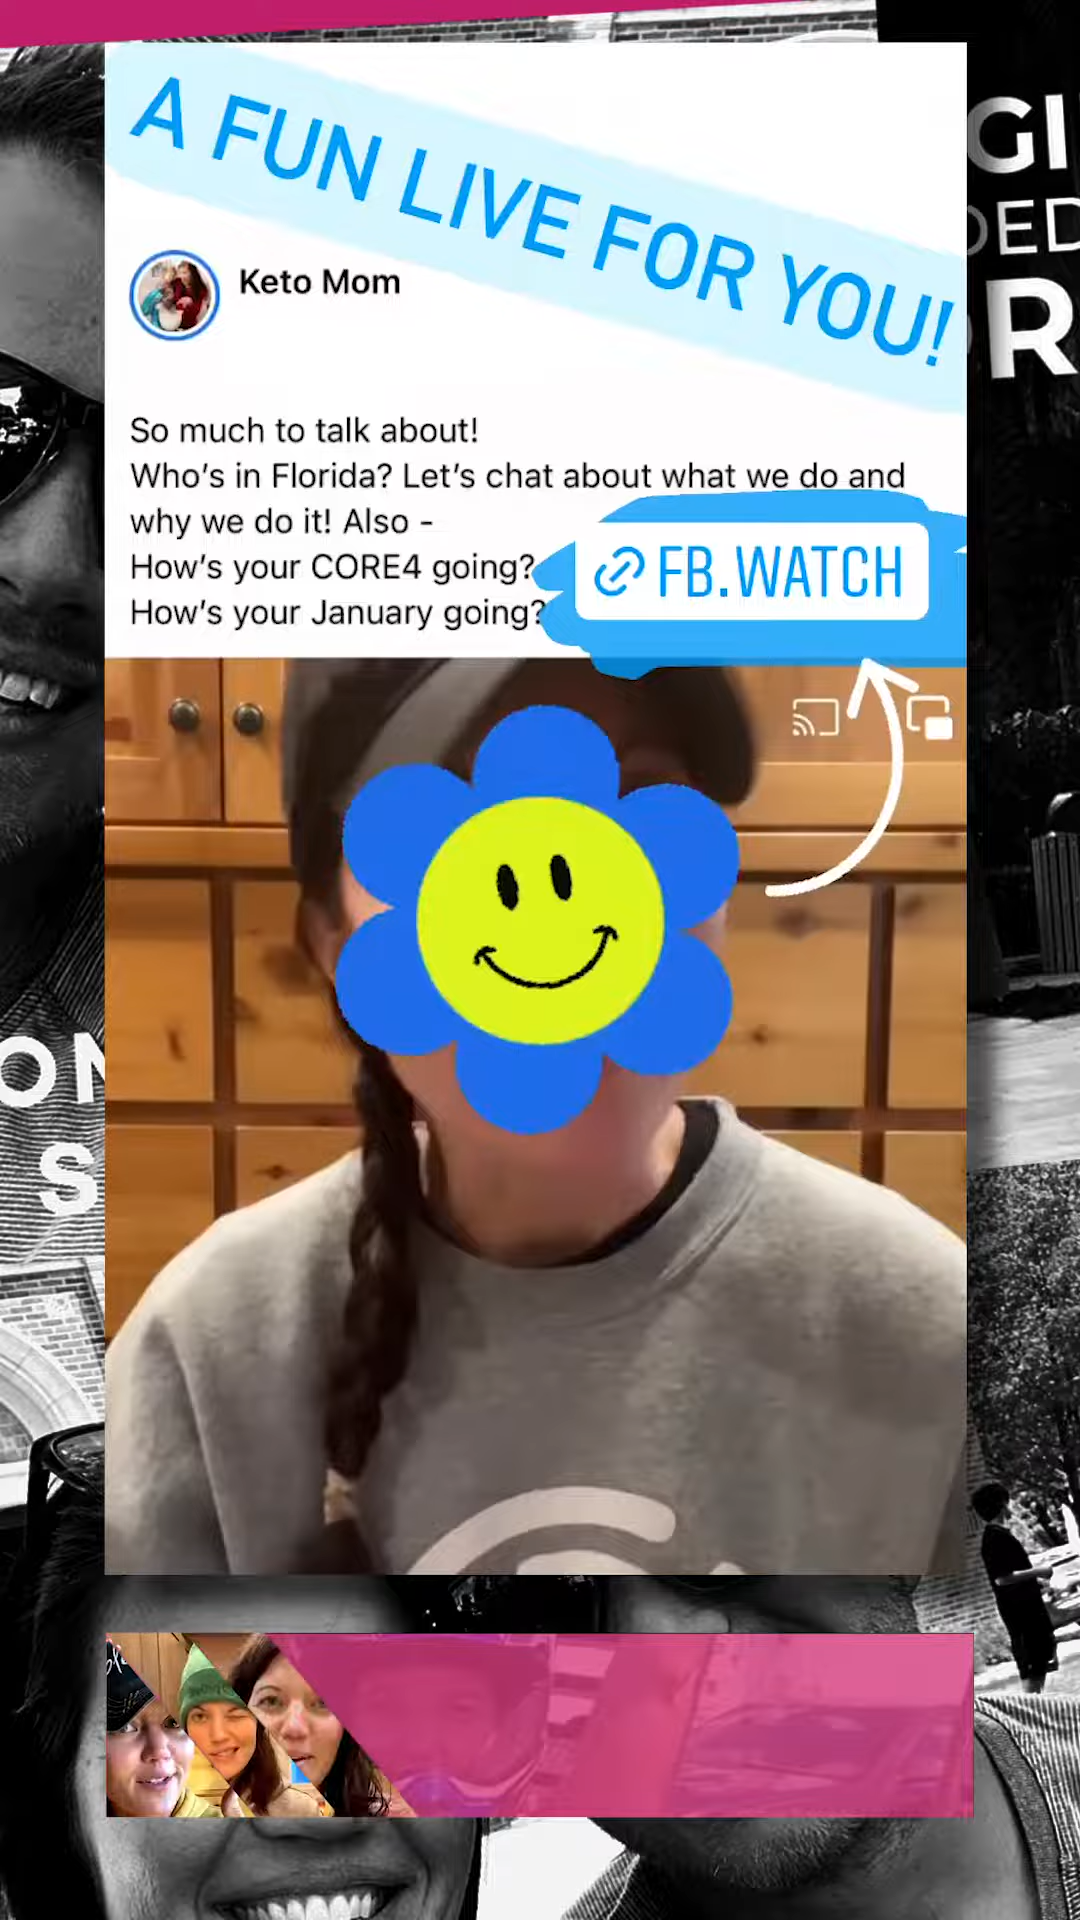 A FUN LIVE FOR YOU!
Keto Mom
So much to talk about!
Who's in Florida? Let's chat about what we do and
why we do it! Also -
How's your CORE4 going?
How's your January going?
FB.WATCH